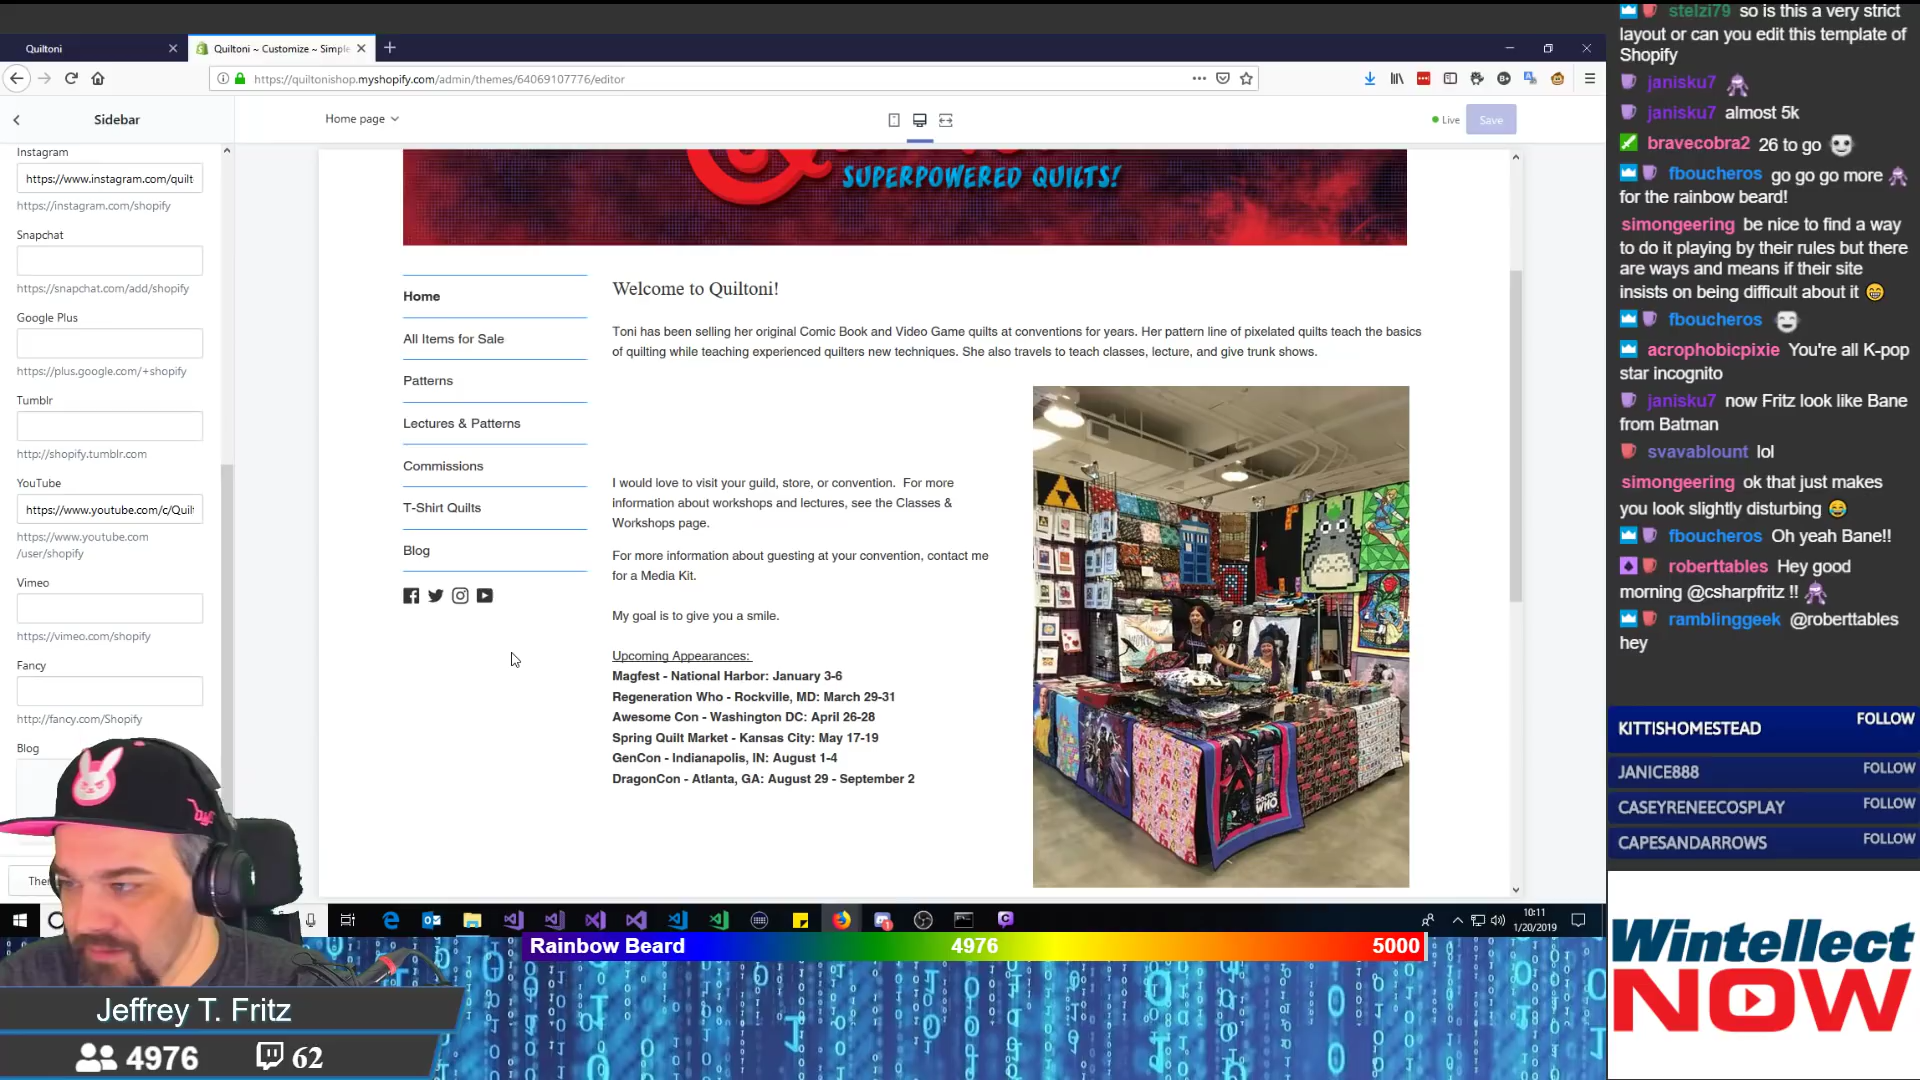 Quiltoni
Quiltoni ~ Customize ~ Simple
https://quiltonishop.myshopify.com/admin/themes/64069107776/editor
Sidebar
Home page
Live
Save
Instagram
https://www.instagram.com/quilt
https://instagram.com/shopify
Snapchat
https://snapchat.com/add/shopify
Google Plus
https://plus.google.com/+shopify
Tumblr
http://shopify.tumblr.com
YouTube
https://www.youtube.com/c/Quilt
https://www.youtube.com
/user/shopify
Vimeo
https://vimeo.com/shopify
Fancy
http://fancy.com/Shopify
Blog
SUPERPOWERED QUILTS!
Home
All Items for Sale
Patterns
Lectures & Patterns
Commissions
T-Shirt Quilts
Blog
Welcome to Quiltoni!
Toni has been selling her original Comic Book and Video Game quilts at conventions for years. Her pattern line of pixelated quilts teach the basics
of quilting while teaching experienced quilters new techniques. She also travels to teach classes, lecture, and give trunk shows.
I would love to visit your guild, store, or convention. For more
information about workshops and lectures, see the Classes &
Workshops page.
For more information about guesting at your convention, contact me
for a Media Kit.
My goal is to give you a smile.
Upcoming Appearances:
Magfest - National Harbor: January 3-6
Regeneration Who - Rockville, MD: March 29-31
Awesome Con - Washington DC: April 26-28
Spring Quilt Market - Kansas City: May 17-19
GenCon - Indianapolis, IN: August 1-4
DragonCon - Atlanta, GA: August 29 - September 2
DOCTOR
WHO
10:11
1/20/2019
Rainbow Beard
4976
5000
Jeffrey T. Fritz
4976
62
stelzi79 so is this a very strict
layout or can you edit this template of
Shopify
janisku7
janisku7 almost 5k
bravecobra2 26 to go
fboucheros go go go more
for the rainbow beard!
simongeering be nice to find a way
to do it playing by their rules but there
are ways and means if their site
insists on being difficult about it
fboucheros
acrophobicpixie You're all K-pop
star incognito
janisku7 now Fritz look like Bane
from Batman
svavablount lol
simongeering ok that just makes
you look slightly disturbing
fboucheros Oh yeah Bane!!
roberttables Hey good
morning @csharpfritz !!
ramblinggeek @roberttables
hey
KITTISHOMESTEAD FOLLOW
JANICE888 FOLLOW
CASEYRENEECOSPLAY FOLLOW
CAPESANDARROWS FOLLOW
Wintellect
NOW